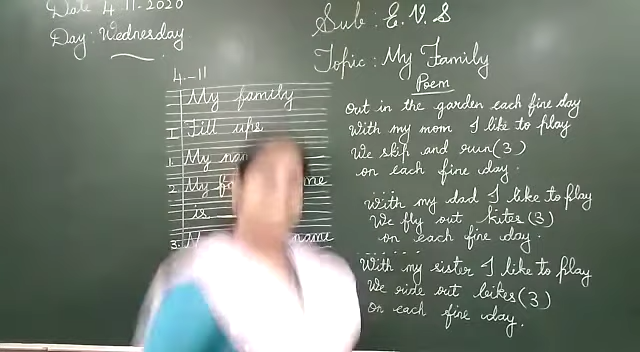 Date 4.11.2020
Day: Wednesday
Sub: E.V.S
Topic: My Family
4.-11
My family
I Fill ups
1. My nam
2. My fa me
is
3. M name
Poem
out in the garden each fine day
With my mom I like to play
We skip and run(3)
on each fine day.
With my dad I like to play
We fly out kites(3)
on each fine day.
With my sister I like to play
We ride out bikes(3)
on each fine day.